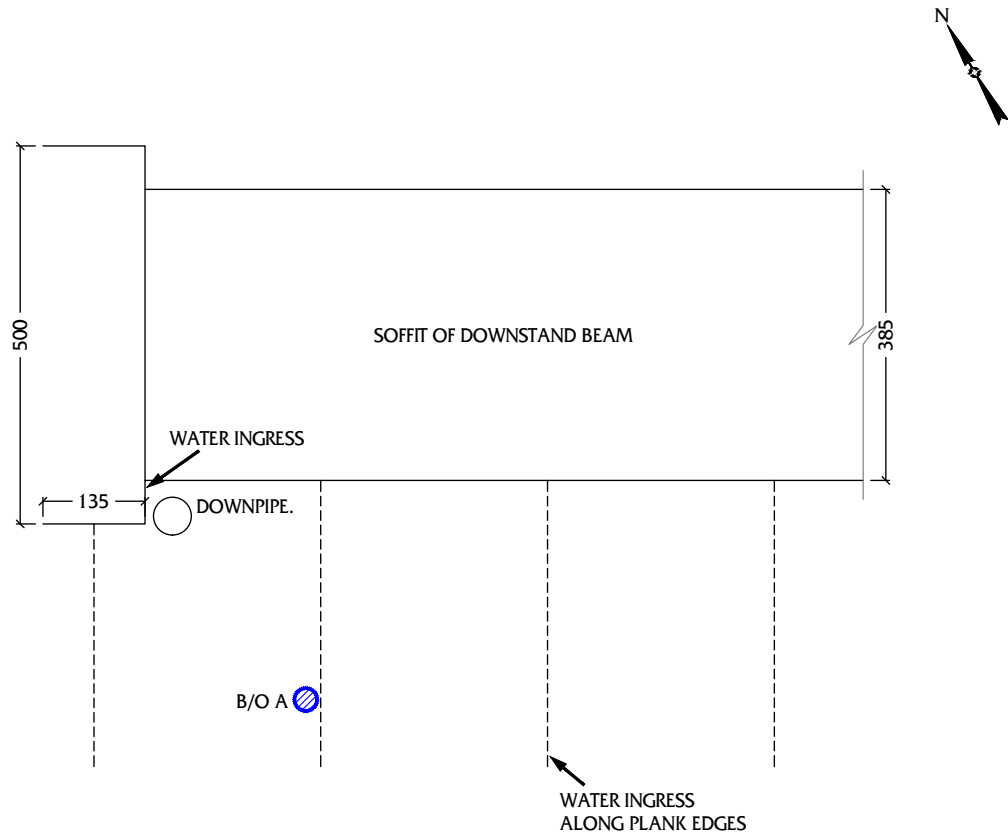 N
500
SOFFIT OF DOWNSTAND BEAM
385
WATER INGRESS
135
DOWNPIPE.
B/O A
WATER INGRESS
ALONG PLANK EDGES